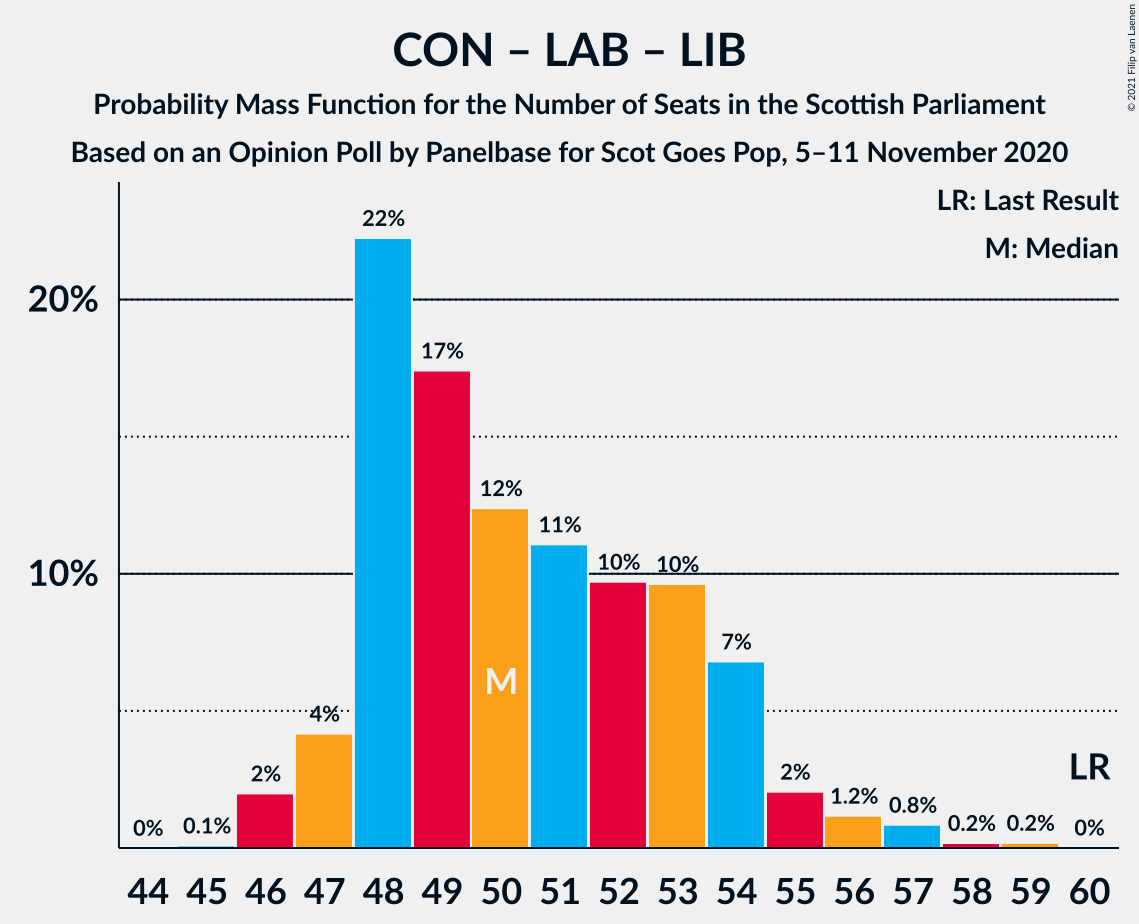 © 2021 Filip van Laenen
CON – LAB – LIB
Probability Mass Function for the Number of Seats in the Scottish Parliament
Based on an Opinion Poll by Panelbase for Scot Goes Pop, 5–11 November 2020
LR: Last Result
M: Median
20%
10%
0%
0.1%
2%
4%
22%
17%
12%
11%
10%
10%
7%
2%
1.2%
0.8%
0.2%
0.2%
0%
M
LR
44 45 46 47 48 49 50 51 52 53 54 55 56 57 58 59 60